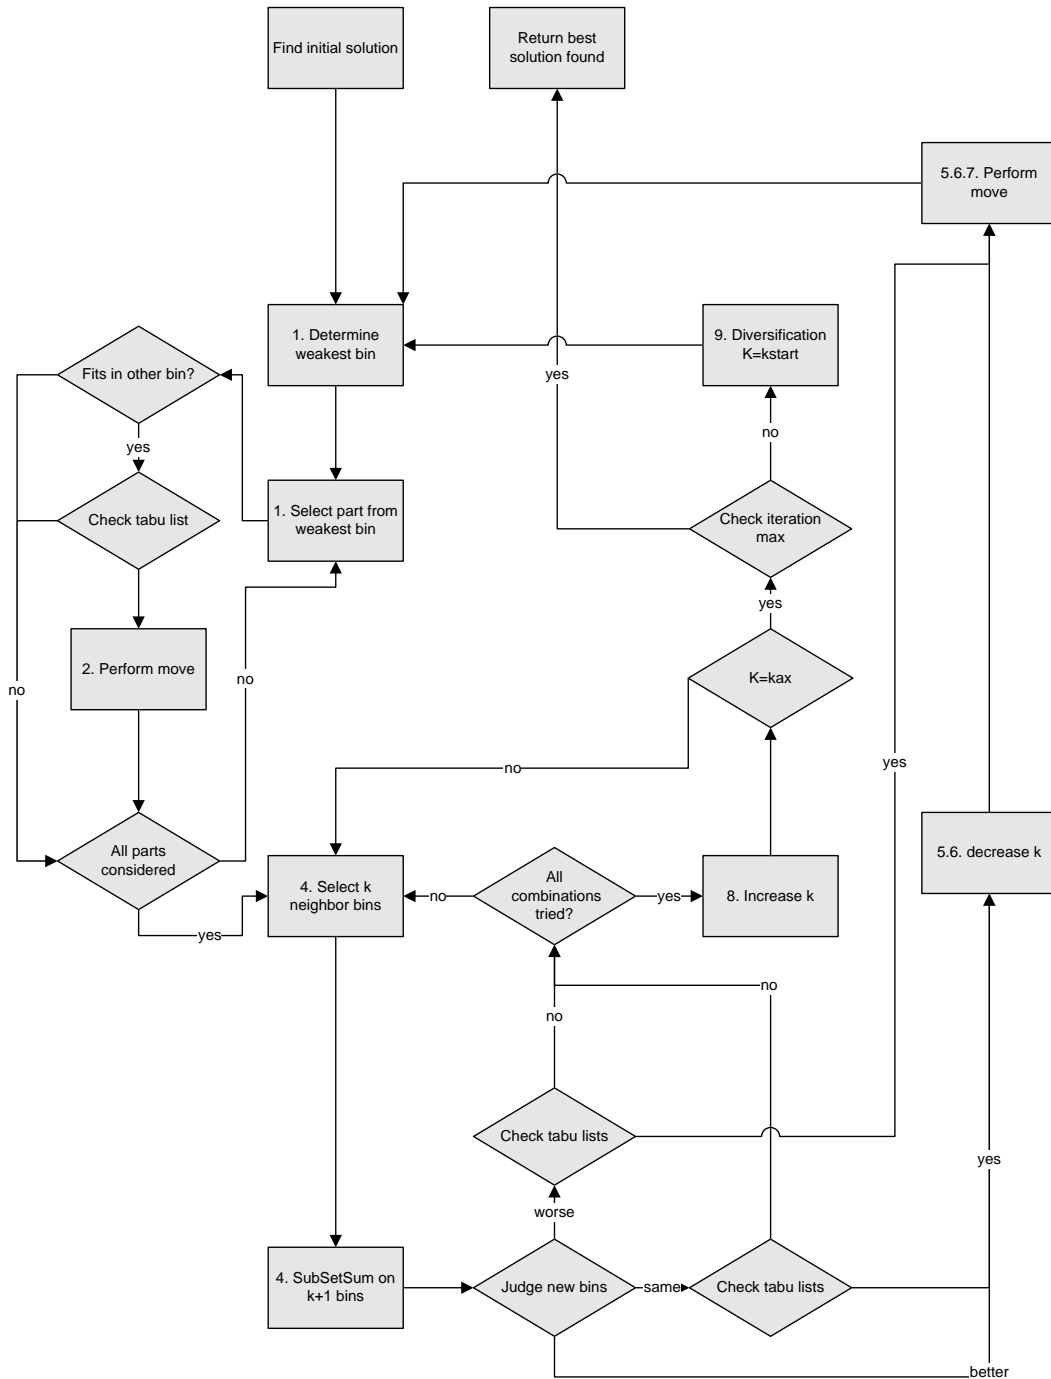 Find initial solution
Return best
solution found
5.6.7. Perform
move
1. Determine
weakest bin
9. Diversification
K=kstart
Fits in other bin?
yes
yes
no
Check tabu list
1. Select part from
weakest bin
Check iteration
max
yes
2. Perform move
no
no
K=kax
no
yes
All parts
considered
4. Select k
neighbor bins
no
All
combinations
tried?
yes
8. Increase k
5.6. decrease k
yes
no
no
Check tabu lists
yes
worse
4. SubSetSum on
k+1 bins
Judge new bins
same
Check tabu lists
better